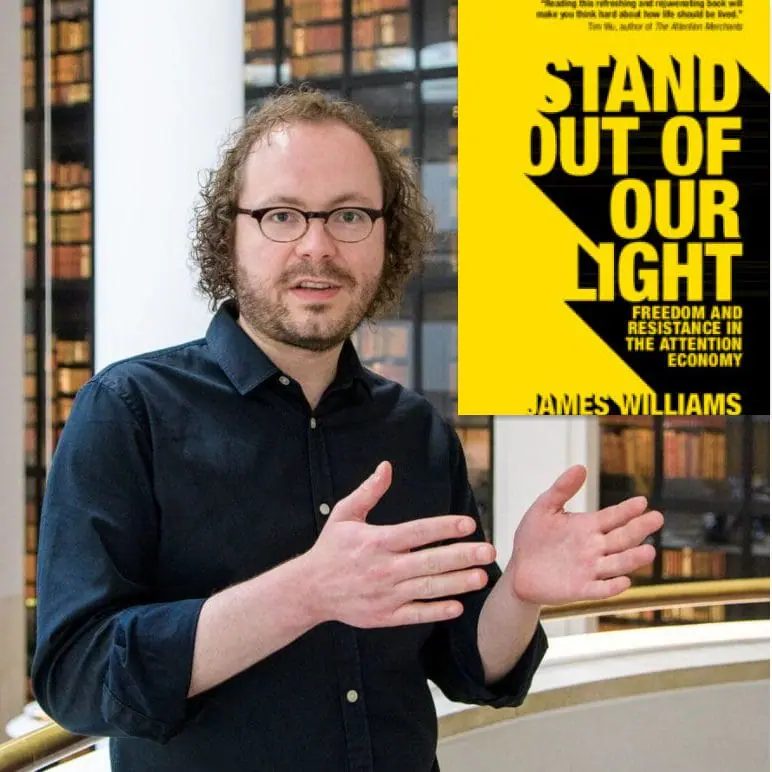 "Reading this refreshing and rejuvenating book will
make you think hard about how life should be lived."
Tim Wu, author of The Attention Merchants
STAND
OUT OF
OUR
LIGHT
FREEDOM AND
RESISTANCE IN
THE ATTENTION
ECONOMY
JAMES WILLIAMS